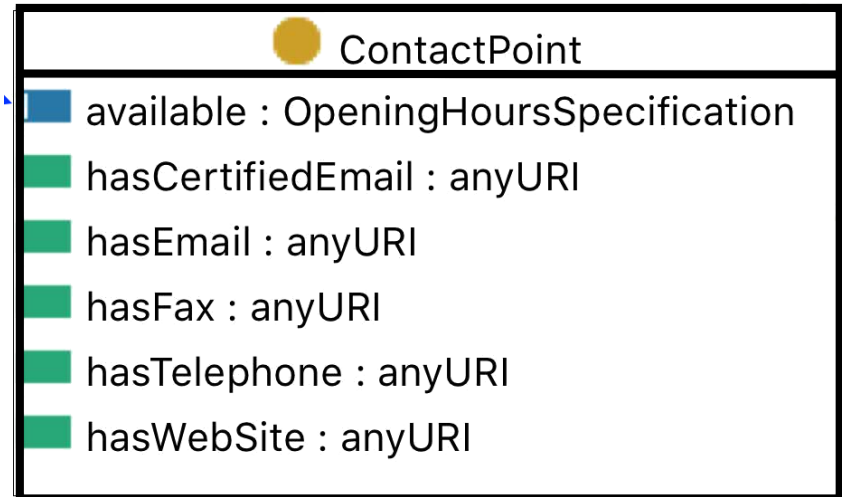 ContactPoint
available : OpeningHoursSpecification
hasCertifiedEmail : anyURI
hasEmail : anyURI
hasFax : anyURI
hasTelephone : anyURI
hasWebSite : anyURI